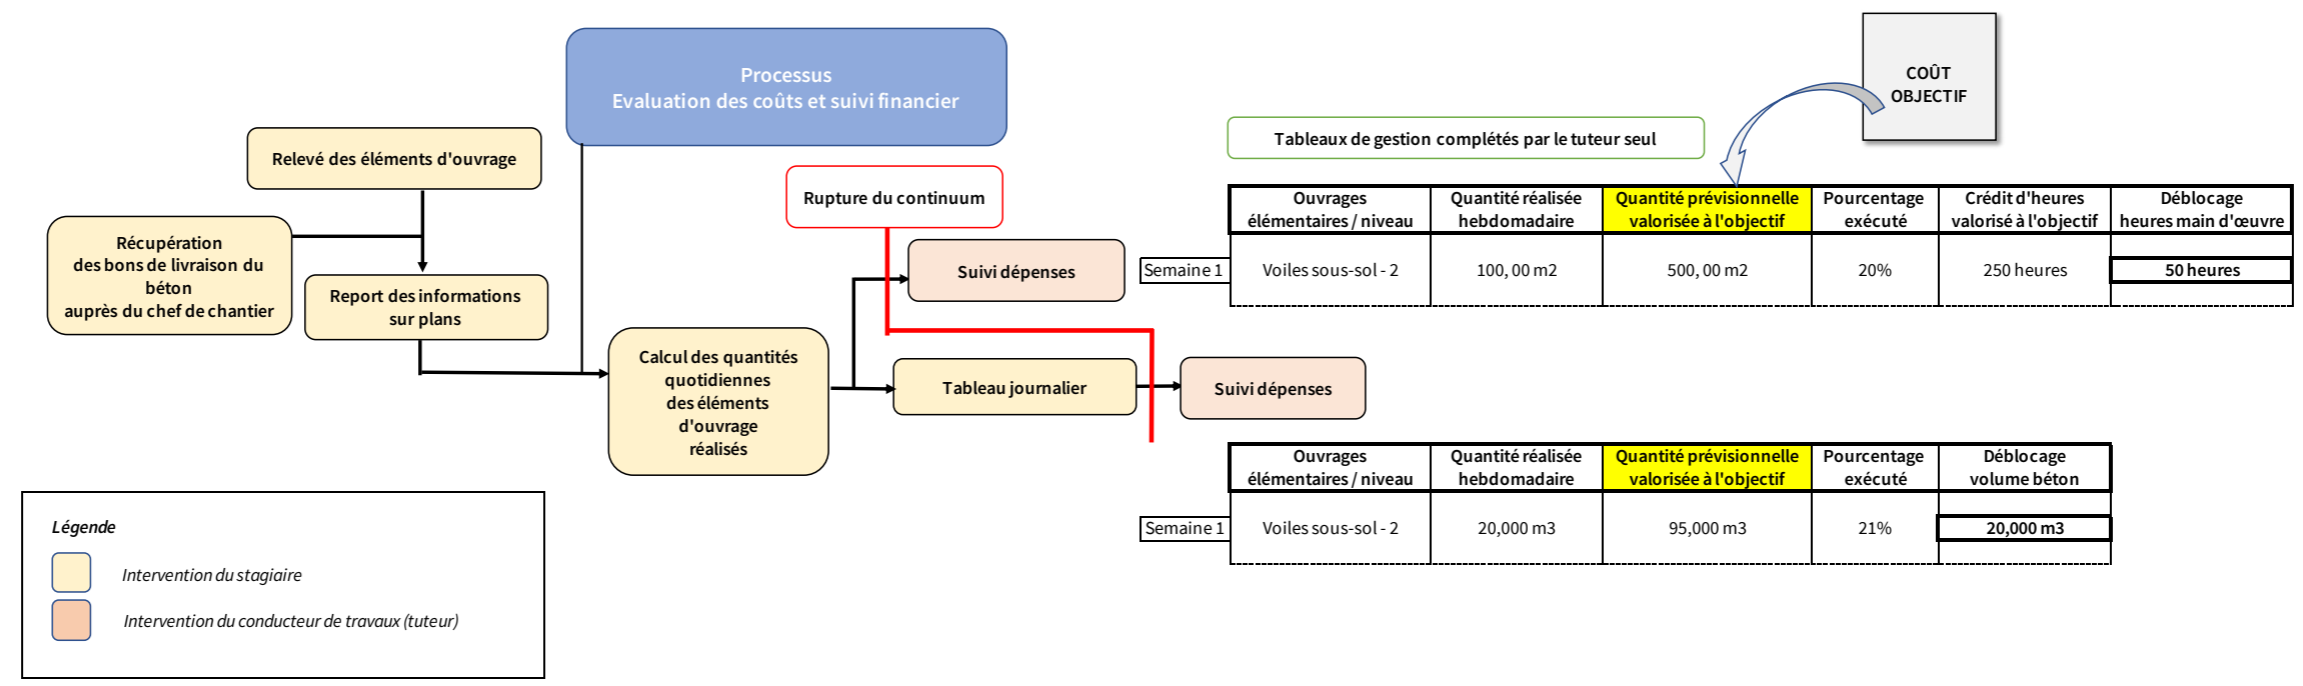 COÛT
OBJECTIF
Processus
Evaluation des coûts et suivi financier
Tableaux de gestion complétés par le tuteur seul
Relevé des éléments d'ouvrage
Rupture du continuum
Récupération
des bons de livraison du
béton
auprès du chef de chantier
Report des informations
sur plans
Suivi dépenses
Calcul des quantités
quotidiennes
des éléments
d'ouvrage
réalisés
Tableau journalier
Suivi dépenses
Ouvrages élémentaires / niveau Quantité réalisée hebdomadaire Quantité prévisionnelle valorisée à l'objectif Pourcentage exécuté Crédit d'heures valorisé à l'objectif Déblocage heures main d'œuvre
Semaine 1 Voiles sous-sol - 2 100, 00 m2 500, 00 m2 20% 250 heures 50 heures
Ouvrages élémentaires / niveau Quantité réalisée hebdomadaire Quantité prévisionnelle valorisée à l'objectif Pourcentage exécuté Déblocage volume béton
Semaine 1 Voiles sous-sol - 2 20,000 m3 95,000 m3 21% 20,000 m3
Légende
Intervention du stagiaire
Intervention du conducteur de travaux (tuteur)